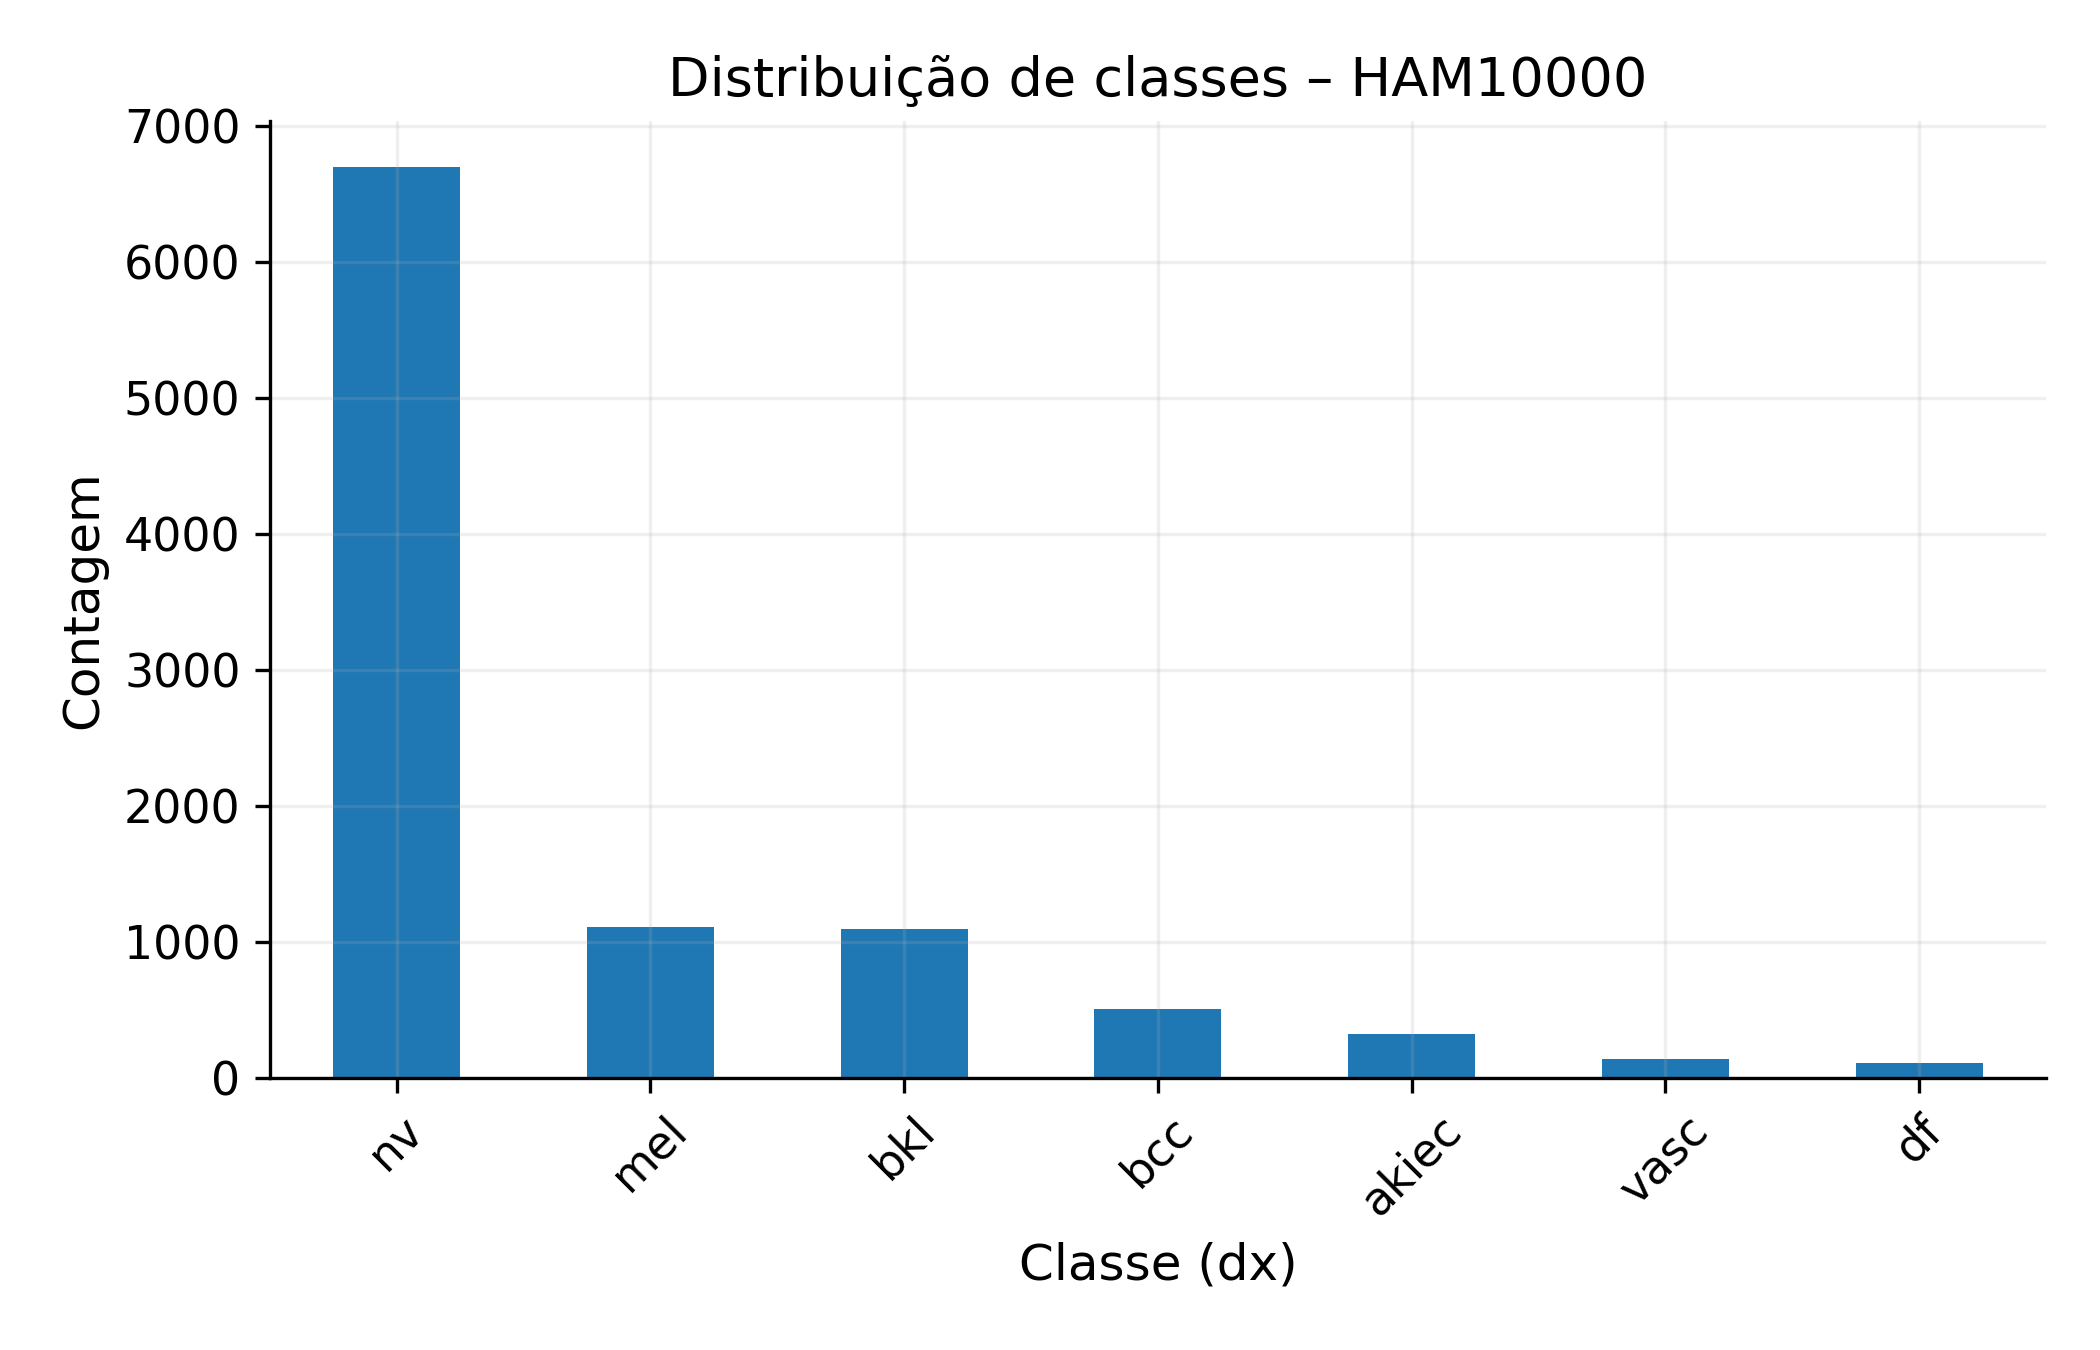 Distribuição de classes – HAM10000
7000
6000
5000
4000
3000
2000
1000
0
Contagem
nv
mel
bkl
bcc
akiec
vasc
df
Classe (dx)